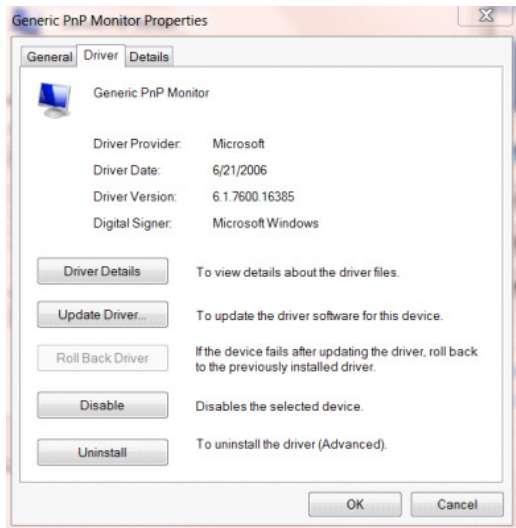 Generic PnP Monitor Properties
General Driver Details
Generic PnP Monitor
Driver Provider: Microsoft
Driver Date: 6/21/2006
Driver Version: 6.1.7600.16385
Digital Signer: Microsoft Windows
Driver Details To view details about the driver files.
Update Driver... To update the driver software for this device.
Roll Back Driver If the device fails after updating the driver, roll back
to the previously installed driver.
Disable Disables the selected device.
Uninstall To uninstall the driver (Advanced).
OK Cancel